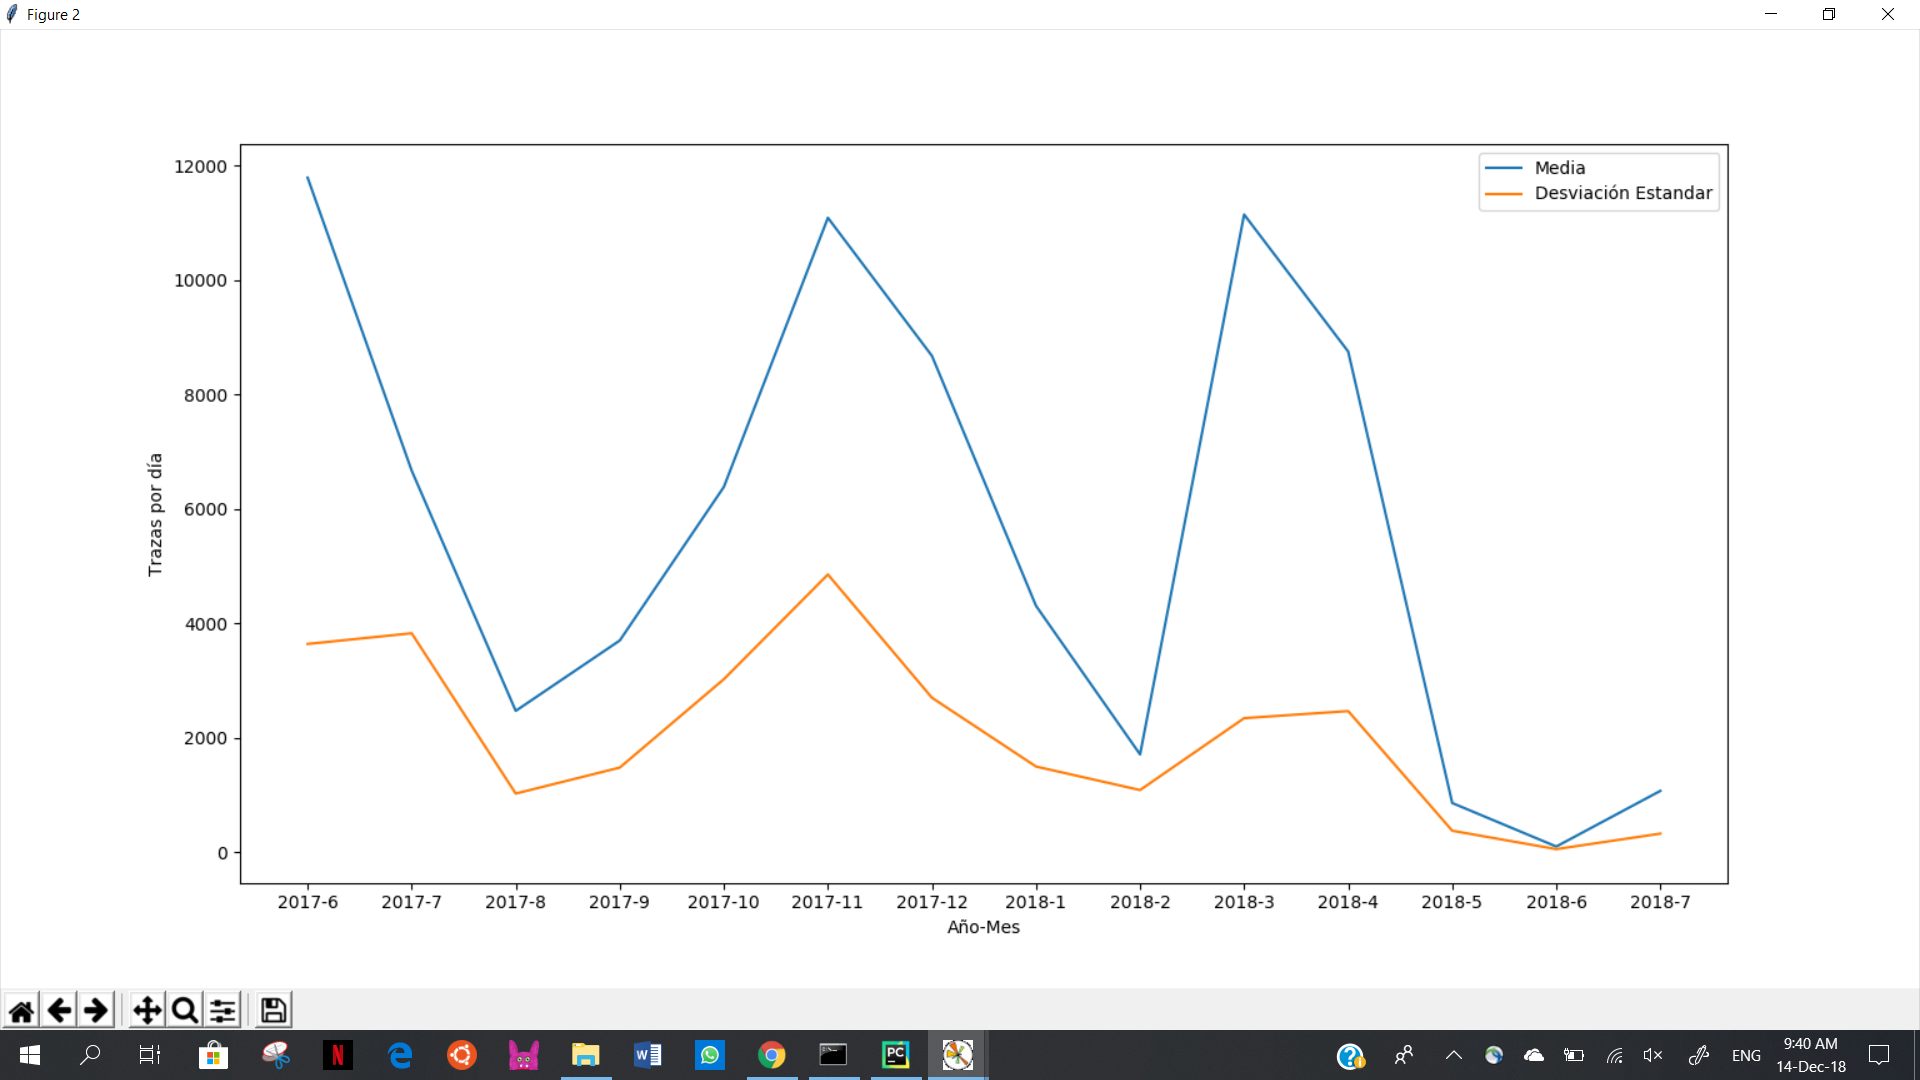 Figure 2
Media
Desviación Estandar
12000
10000
8000
6000
4000
2000
0
Trazas por día
2017-6 2017-7 2017-8 2017-9 2017-10 2017-11 2017-12 2018-1 2018-2 2018-3 2018-4 2018-5 2018-6 2018-7
Año-Mes
N
W
PC
ENG
9:40 AM
14-Dec-18